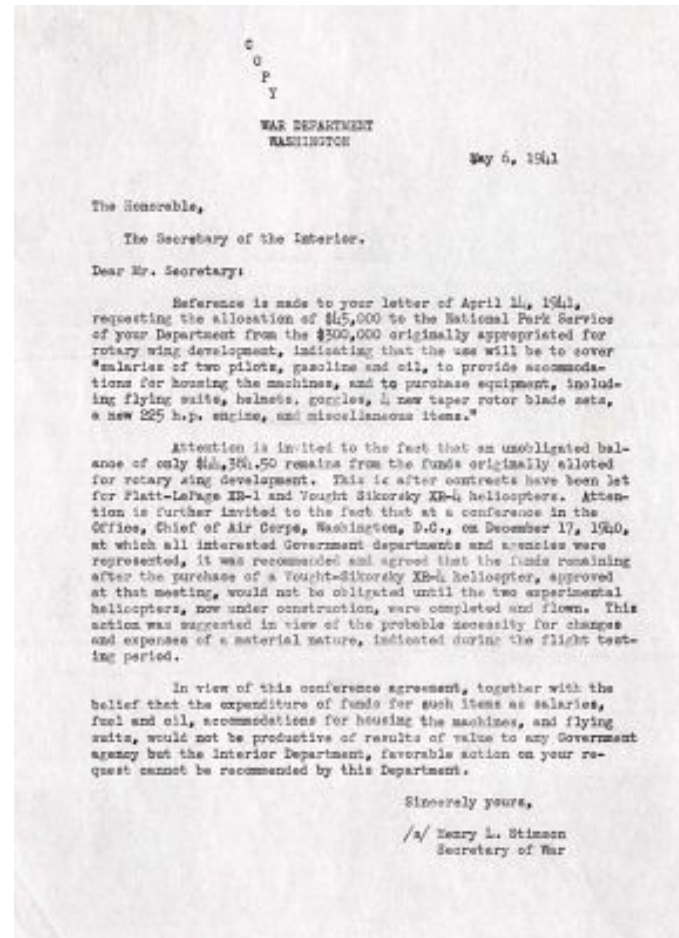 C
O
P
Y
WAR DEPARTMENT
WASHINGTON
May 6, 1941
The Honorable,
The Secretary of the Interior.
Dear Mr. Secretary:
Reference is made to your letter of April 14, 1941,
requesting the allocation of $45,000 to the National Park Service
of your Department from the $300,000 originally appropriated for
rotary wing development, indicating that the use will be to cover
"salaries of two pilots, gasoline and oil, to provide accommoda-
tions for housing the machines, and to purchase equipment, includ-
ing flying suits, helmets, goggles, 4 new taper rotor blade sets,
a new 225 h.p. engine, and miscellaneous items."
Attention is invited to the fact that an unobligated bal-
ance of only $44,384.50 remains from the funds originally alloted
for rotary wing development. This is after contracts have been let
for Platt-LePage XR-1 and Vought Sikorsky XR-4 helicopters. Atten-
tion is further invited to the fact that at a conference in the
Office, Chief of Air Corps, Washington, D.C., on December 17, 1940,
at which all interested Government departments and agencies were
represented, it was recommended and agreed that the funds remaining
after the purchase of a Vought-Sikorsky XR-4 helicopter, approved
at that meeting, would not be obligated until the two experimental
helicopters, now under construction, were completed and flown. This
action was suggested in view of the probable necessity for changes
and expenses of a material nature, indicated during the flight test-
ing period.
In view of this conference agreement, together with the
belief that the expenditure of funds for such items as salaries,
fuel and oil, accommodations for housing the machines, and flying
suits, would not be productive of results of value to any Government
agency but the Interior Department, favorable action on your re-
quest cannot be recommended by this Department.
Sincerely yours,
/s/ Henry L. Stimson
Secretary of War